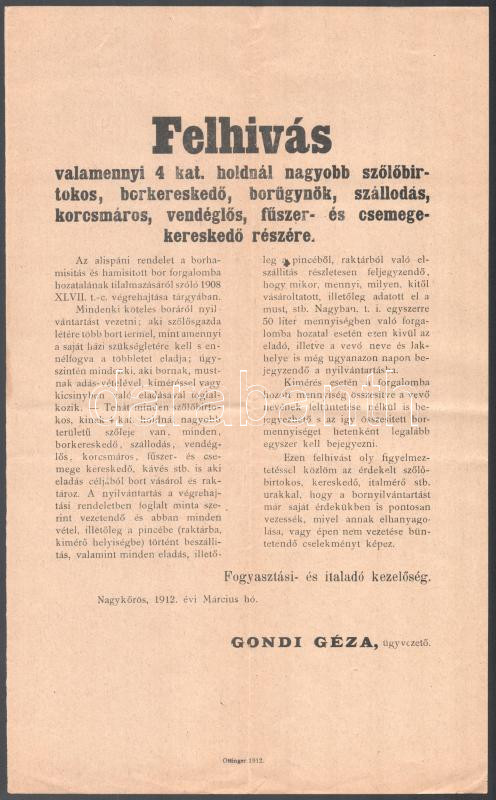 Felhivás
valamennyi 4 kat. holdnál nagyobb szőlőbir-
tokos, borkereskedő, borügynök, szállodás,
korcsmáros, vendéglős, fűszer- és csemege-
kereskedő részére.
Az alispáni rendelet a borha-
misitás és hamisitott bor forgalomba
hozatalának tilalmazásáról szóló 1908
XLVII. t.-c. végrehajtása tárgyában.
Mindenki köteles boráról nyil-
vántartást vezetni; aki szőlősgazda
létére több bort termel, mint amennyi
a saját házi szükségletére kell s en-
nélfogva a többletet eladja; úgy-
szintén mindenki, aki bornak, must-
nak adás-vételével, kiméréssel vagy
kicsinyben való eladásával foglal-
kozik. Tehát minden szőlőbirto-
kos, kinek 4 kat. holdnál nagyobb
területű szőleje van, minden,
borkereskedő, szállodás, vendég-
lős, korcsmáros, fűszer- és cse-
mege kereskedő, kávés stb. is aki
eladás céljából bort vásárol és rak-
tároz. A nyilvántartás a végrehaj-
tási rendeletben foglalt minta sze-
rint vezetendő és abban minden
vétel, illetőleg a pincébe (raktárba,
kimérő helyiségbe) történt beszálli-
tás, valamint minden eladás, illető-
leg a pincéből, raktárból való el-
szállitás részletesen feljegyzendő,
hogy mikor, mennyi, milyen, kitől
vásároltatott, illetőleg adatott el a
must, stb. Nagyban, t. i. egyszerre
50 liter mennyiségben való forga-
lomba hozatal esetén ezen kivül az
eladó, illetve a vevő neve és lak-
helye is még ugyanazon napon be-
jegyzendő a nyilvántartásba.
Kimérés esetén a forgalomba
hozott mennyiség összesitve a vevő
nevének feltüntetése nélkül is be-
jegyezhető s az igy összesitett bor-
mennyiséget hetenként legalább
egyszer kell bejegyezni.
Ezen felhivást oly figyelmez-
tetéssel közlöm az érdekelt szőlő-
birtokos, kereskedő, italmérő stb.
urakkal, hogy a bornyilvántartást
már saját érdekükben is pontosan
vezessék, mivel annak elhanyago-
lása, vagy épen nem vezetése bün-
tetendő cselekményt képez.
Fogyasztási- és italadó kezelőség.
Nagykőrös, 1912. évi Március hó.
GONDI GÉZA, ügyvezető.
Ottinger 1912.
darabanth